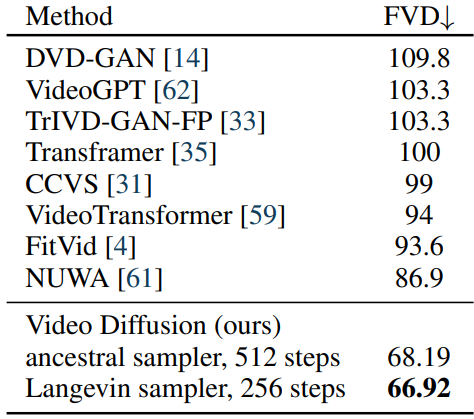 Method FVD↓
DVD-GAN [14] 109.8
VideoGPT [62] 103.3
TrIVD-GAN-FP [33] 103.3
Transframer [35] 100
CCVS [31] 99
VideoTransformer [59] 94
FitVid [4] 93.6
NUWA [61] 86.9
Video Diffusion (ours)
ancestral sampler, 512 steps 68.19
Langevin sampler, 256 steps 66.92